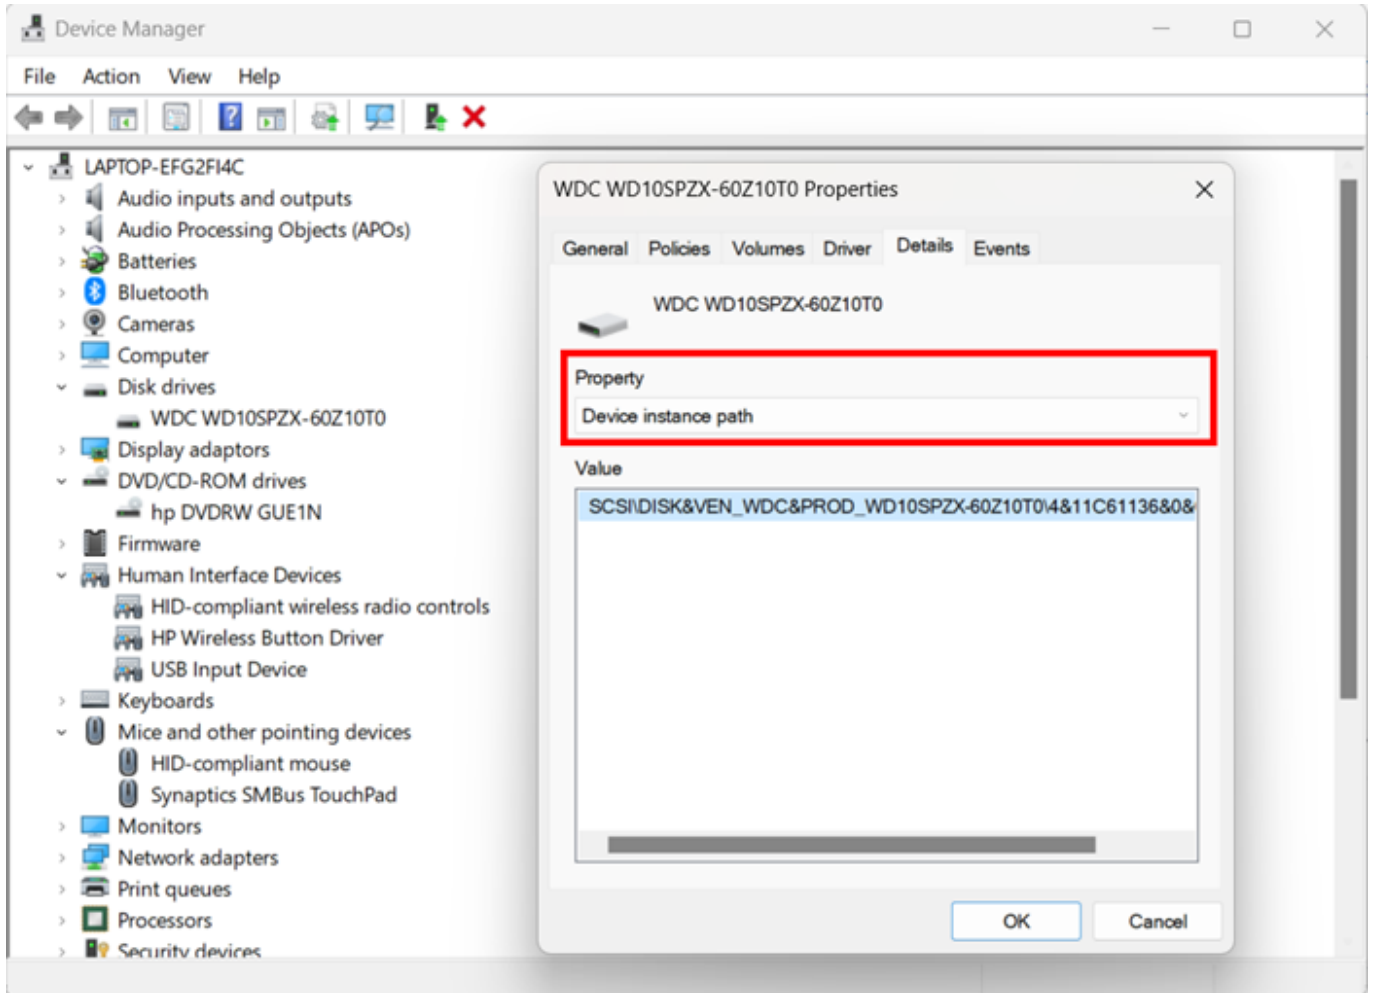 Device Manager
File Action View Help
LAPTOP-EFG2FI4C
Audio inputs and outputs
Audio Processing Objects (APOs)
Batteries
Bluetooth
Cameras
Computer
Disk drives
WDC WD10SPZX-60Z10T0
Display adaptors
DVD/CD-ROM drives
hp DVDRW GUE1N
Firmware
Human Interface Devices
HID-compliant wireless radio controls
HP Wireless Button Driver
USB Input Device
Keyboards
Mice and other pointing devices
HID-compliant mouse
Synaptics SMBus TouchPad
Monitors
Network adapters
Print queues
Processors
Security devices
WDC WD10SPZX-60Z10T0 Properties
General Policies Volumes Driver Details Events
WDC WD10SPZX-60Z10T0
Property
Device instance path
Value
SCSI\DISK&VEN_WDC&PROD_WD10SPZX-60Z10T0\4&11C61136&0&
OK Cancel